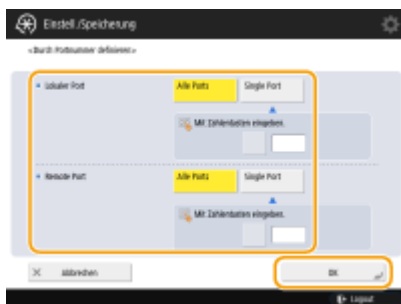 Einstell./Speicherung
<Durch Portnummer definieren>
Lokaler Port
Alle Ports
Single Port
Mit Zahlentasten eingeben.
Remote Port
Alle Ports
Single Port
Mit Zahlentasten eingeben.
Abbrechen
OK
Logout